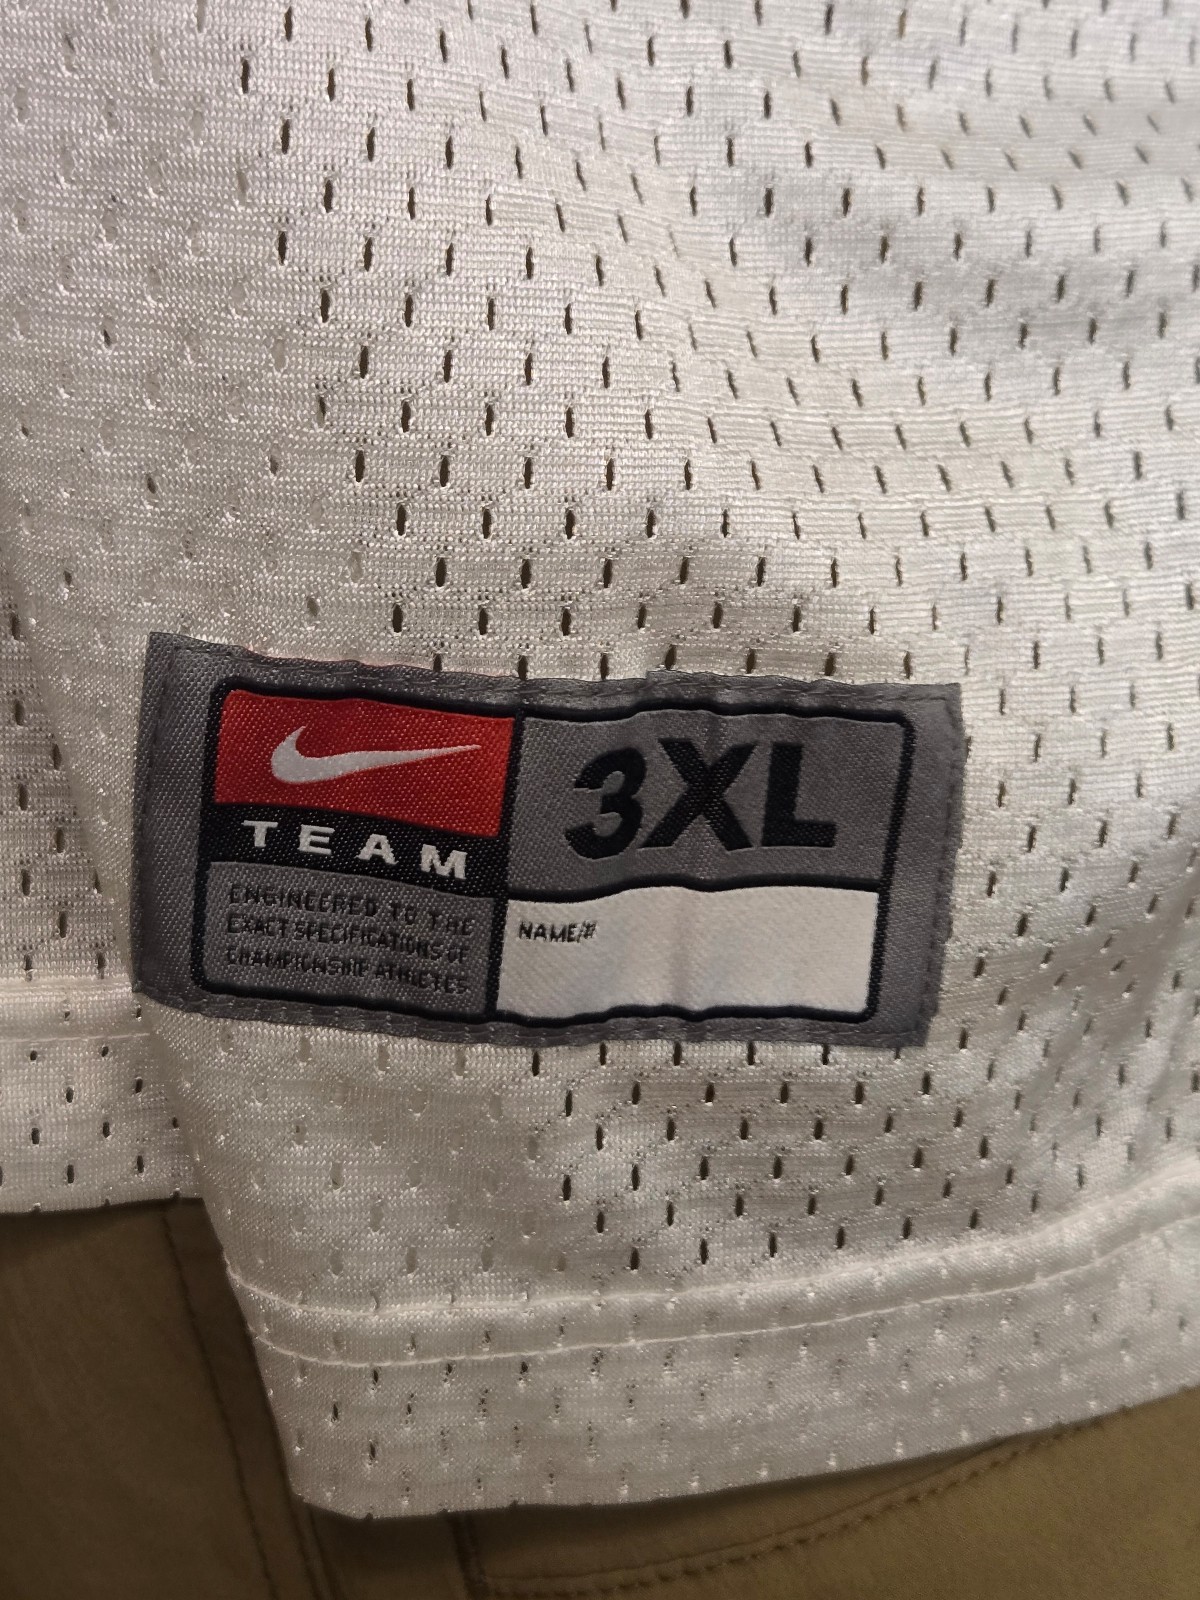 TEAM
3XL
ENGINEERED TO THE
EXACT SPECIFICATIONS OF
CHAMPIONSHIP ATHLETES
NAME/#